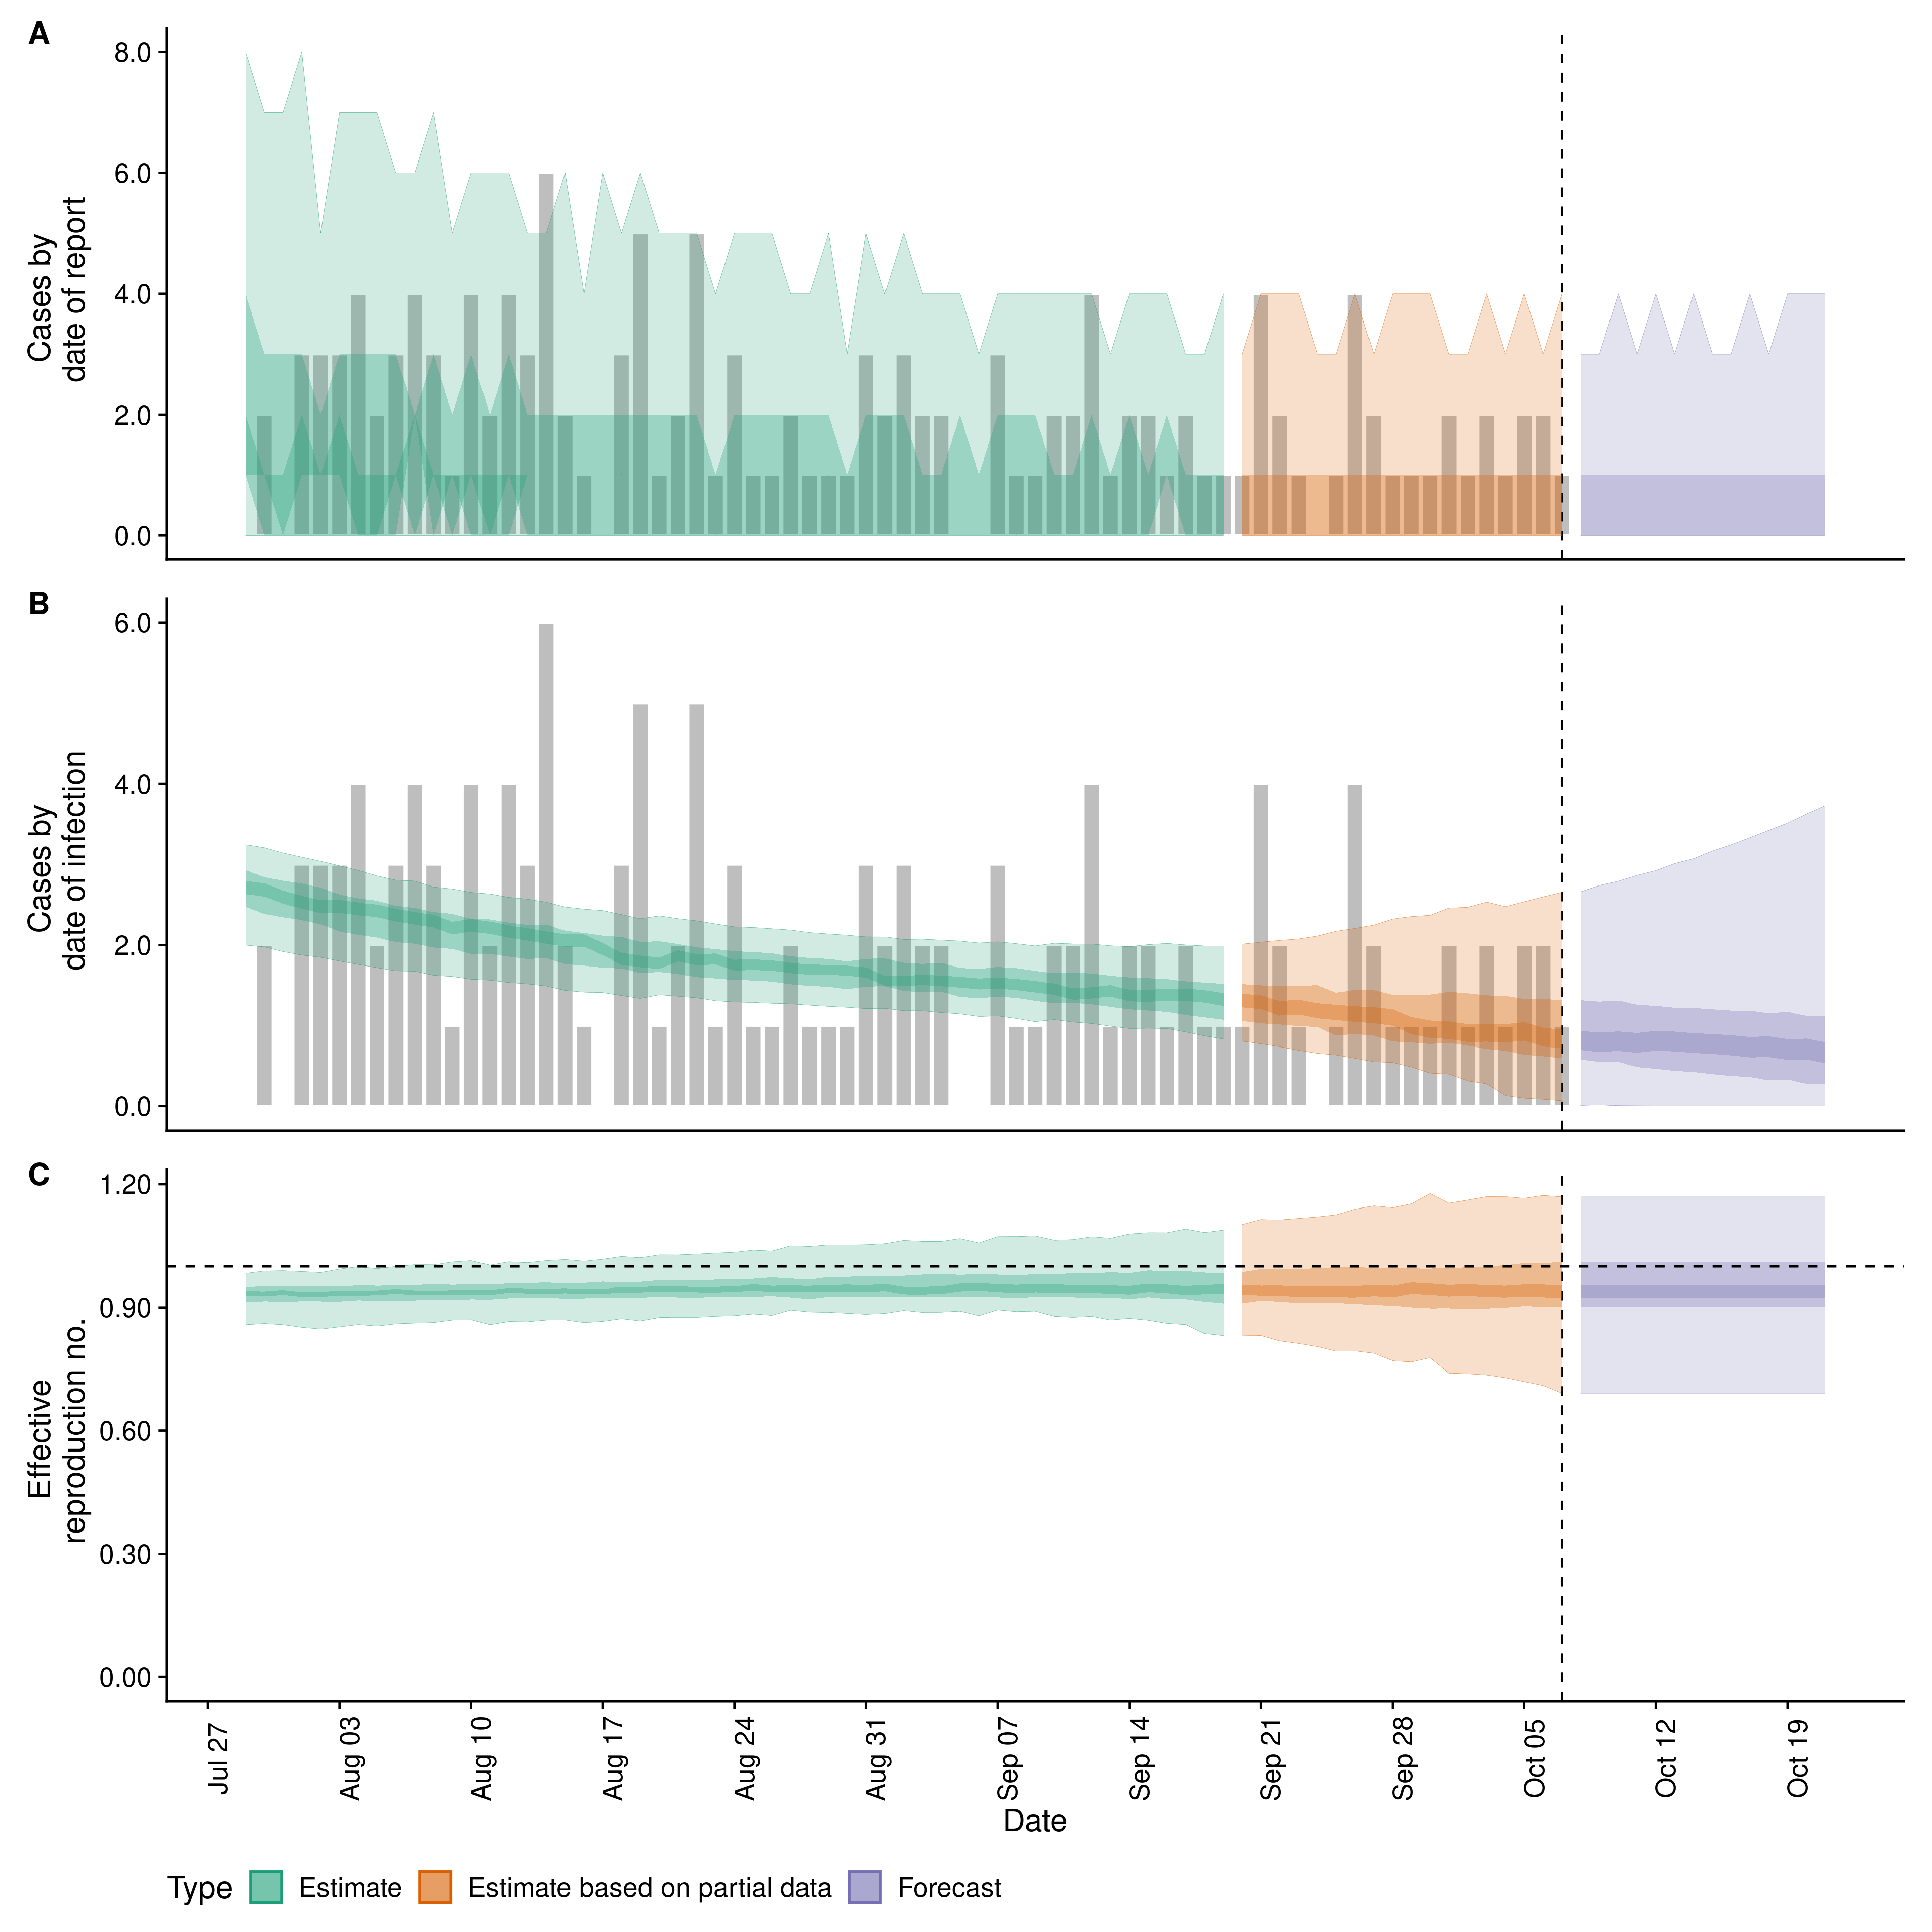 A
8.0
6.0
4.0
2.0
0.0
Cases by
date of report
B
6.0
4.0
2.0
0.0
Cases by
date of infection
C
1.20
0.90
0.60
0.30
0.00
Effective
reproduction no.
Jul 27
Aug 03
Aug 10
Aug 17
Aug 24
Aug 31
Sep 07
Sep 14
Sep 21
Sep 28
Oct 05
Oct 12
Oct 19
Date
Type Estimate Estimate based on partial data Forecast